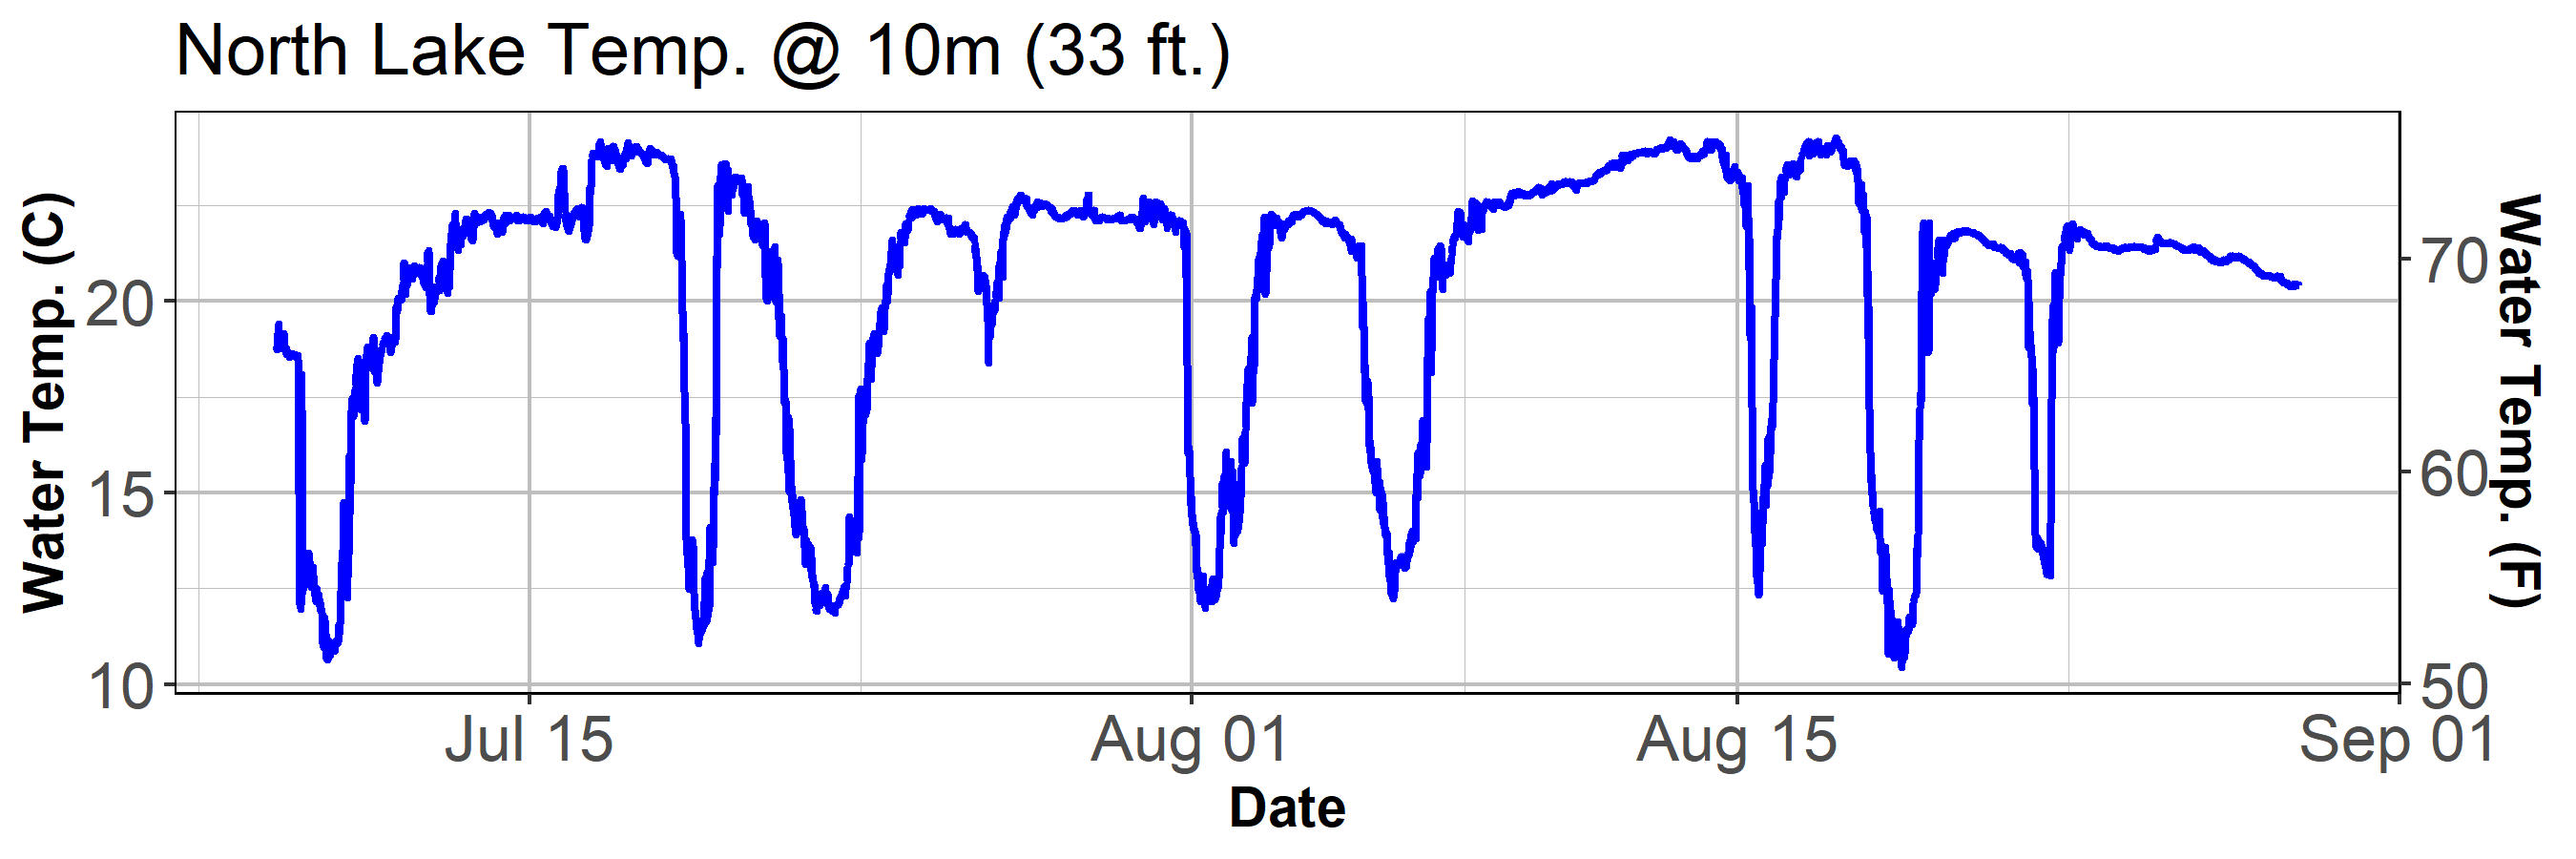 North Lake Temp. @ 10m (33 ft.)
Water Temp. (C)
20
15
10
70
60
50
Water Temp. (F)
Jul 15
Aug 01
Aug 15
Sep 01
Date